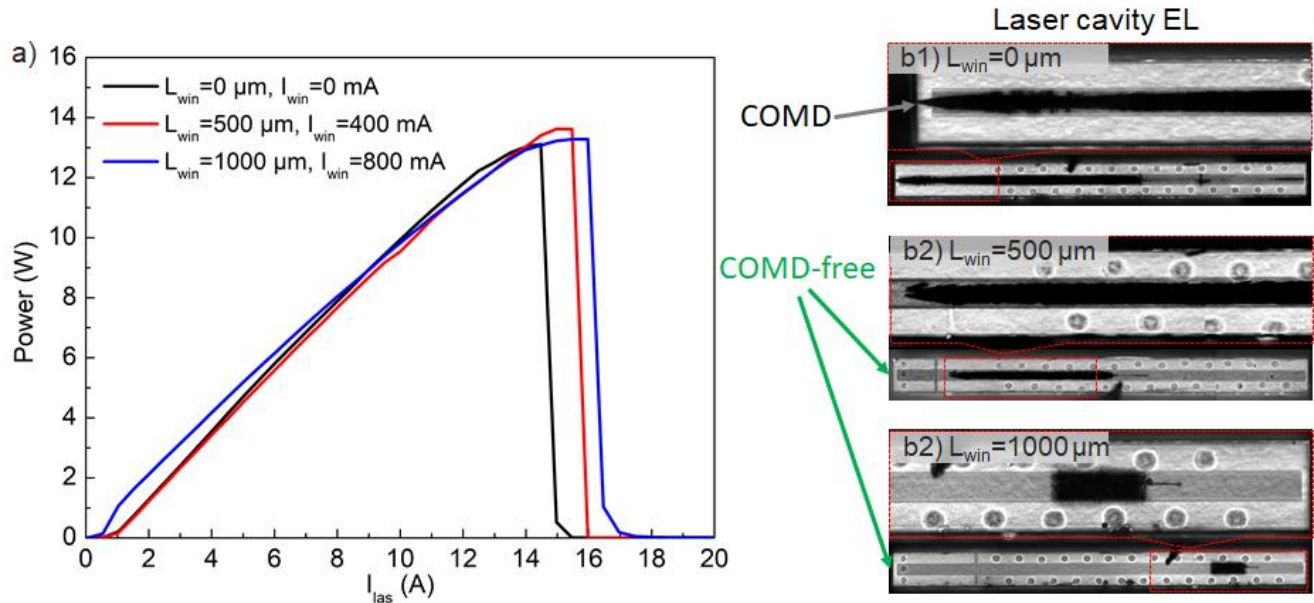 a)
16
14
12
10
8
6
4
2
0
Power (W)
L_win=0 µm, I_win=0 mA
L_win=500 µm, I_win=400 mA
L_win=1000 µm, I_win=800 mA
0 2 4 6 8 10 12 14 16 18 20
I_las (A)
Laser cavity EL
b1) L_win=0 µm
COMD
b2) L_win=500 µm
COMD-free
b2) L_win=1000 µm